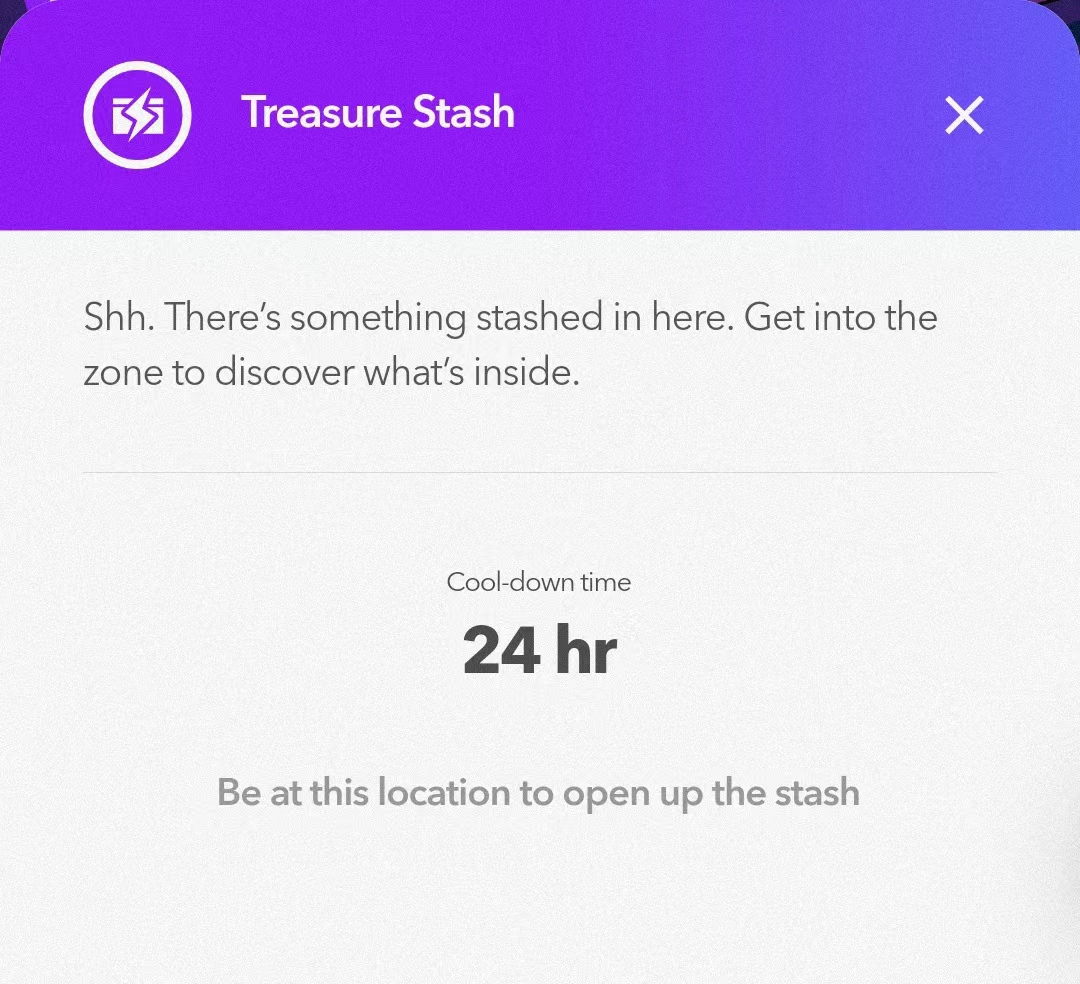 Treasure Stash
Shh. There’s something stashed in here. Get into the
zone to discover what’s inside.
Cool-down time
24 hr
Be at this location to open up the stash